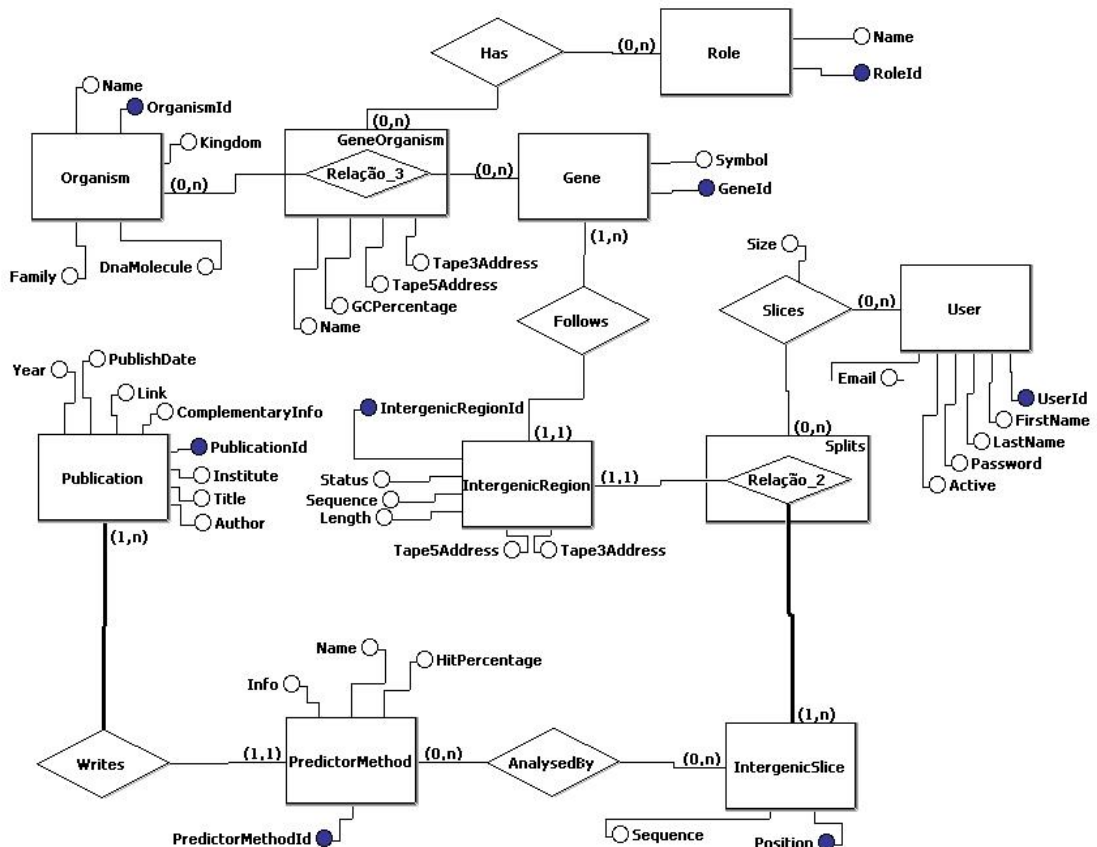 Has
(0,n)
Role
Name
RoleId
Name
OrganismId
Kingdom
Organism
(0,n)
Family
DnaMolecule
(0,n)
GeneOrganism
Relação_3
(0,n)
Gene
Symbol
GeneId
(1,n)
Tape3Address
Tape5Address
GCPercentage
Name
Follows
Size
Slices
(0,n)
User
Email
UserId
FirstName
LastName
Password
Active
Year
PublishDate
Link
ComplementaryInfo
PublicationId
Publication
Institute
Title
Author
(1,n)
IntergenicRegionId
(1,1)
Status
Sequence
Length
IntergenicRegion
(1,1)
Tape5Address
Tape3Address
(0,n)
Splits
Relação_2
Name
HitPercentage
Info
Writes
(1,1)
PredictorMethod
(0,n)
AnalysedBy
(0,n)
(1,n)
IntergenicSlice
PredictorMethodId
Sequence
Position